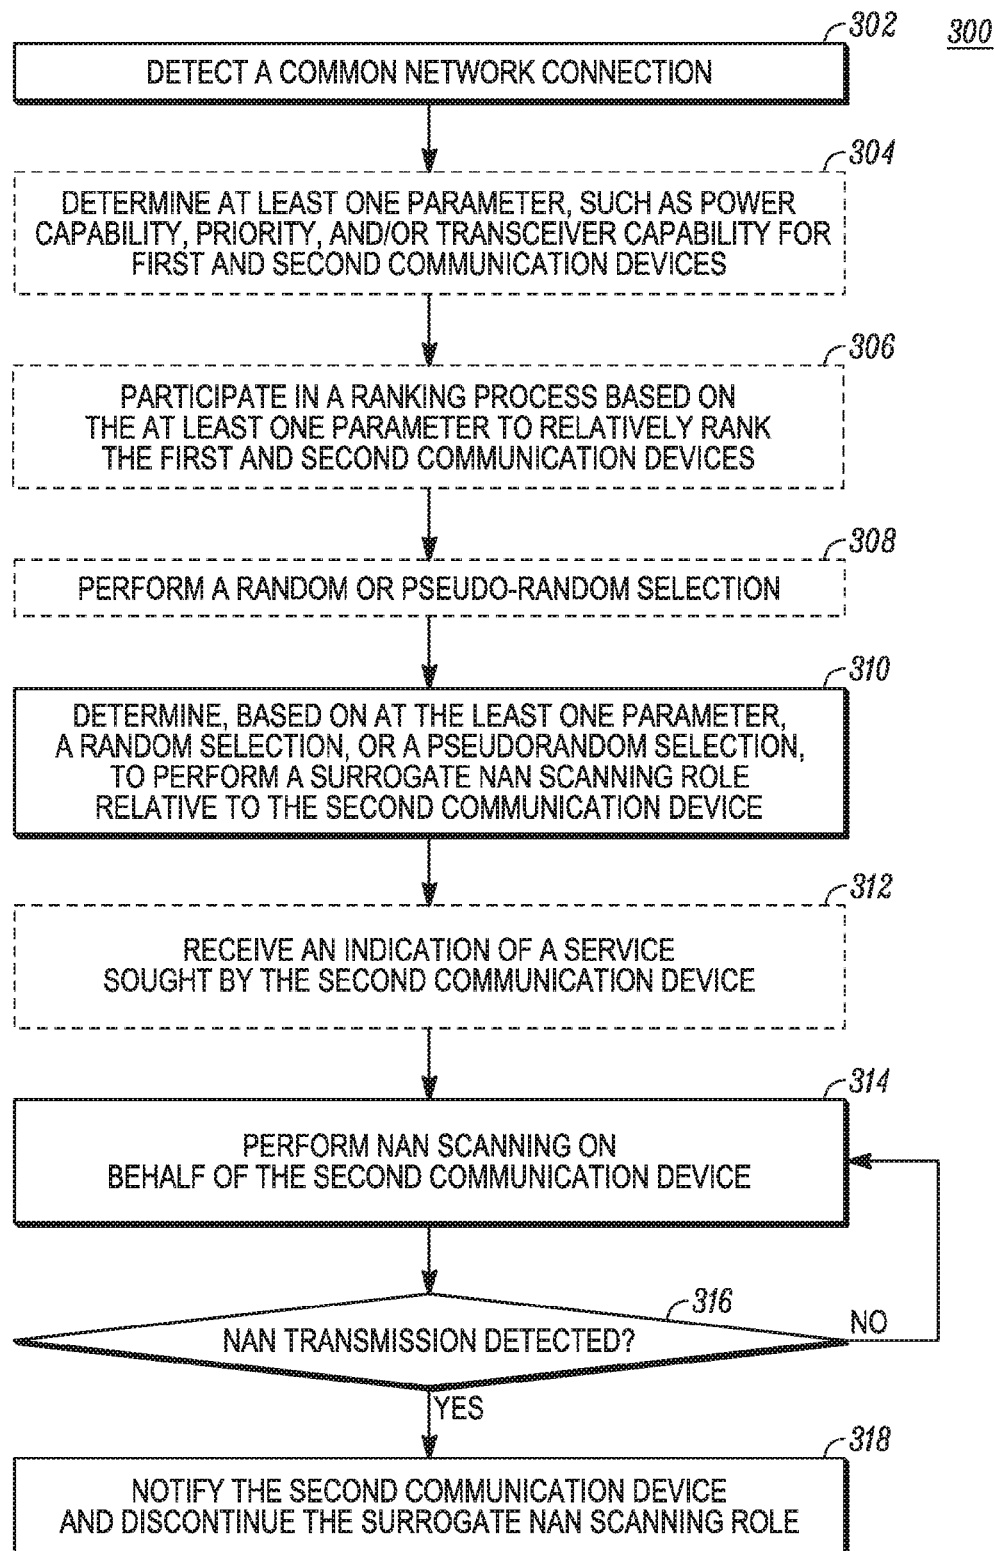 302
300
DETECT A COMMON NETWORK CONNECTION
304
DETERMINE AT LEAST ONE PARAMETER, SUCH AS POWER
CAPABILITY, PRIORITY, AND/OR TRANSCEIVER CAPABILITY FOR
FIRST AND SECOND COMMUNICATION DEVICES
306
PARTICIPATE IN A RANKING PROCESS BASED ON
THE AT LEAST ONE PARAMETER TO RELATIVELY RANK
THE FIRST AND SECOND COMMUNICATION DEVICES
308
PERFORM A RANDOM OR PSEUDO-RANDOM SELECTION
310
DETERMINE, BASED ON AT THE LEAST ONE PARAMETER,
A RANDOM SELECTION, OR A PSEUDORANDOM SELECTION,
TO PERFORM A SURROGATE NAN SCANNING ROLE
RELATIVE TO THE SECOND COMMUNICATION DEVICE
312
RECEIVE AN INDICATION OF A SERVICE
SOUGHT BY THE SECOND COMMUNICATION DEVICE
314
PERFORM NAN SCANNING ON
BEHALF OF THE SECOND COMMUNICATION DEVICE
316
NAN TRANSMISSION DETECTED?
NO
YES
318
NOTIFY THE SECOND COMMUNICATION DEVICE
AND DISCONTINUE THE SURROGATE NAN SCANNING ROLE